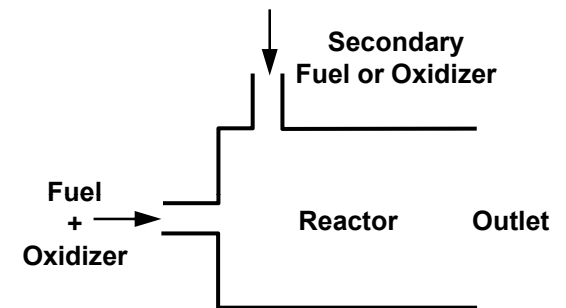 Secondary
Fuel or Oxidizer
Fuel
+
Oxidizer
Reactor
Outlet